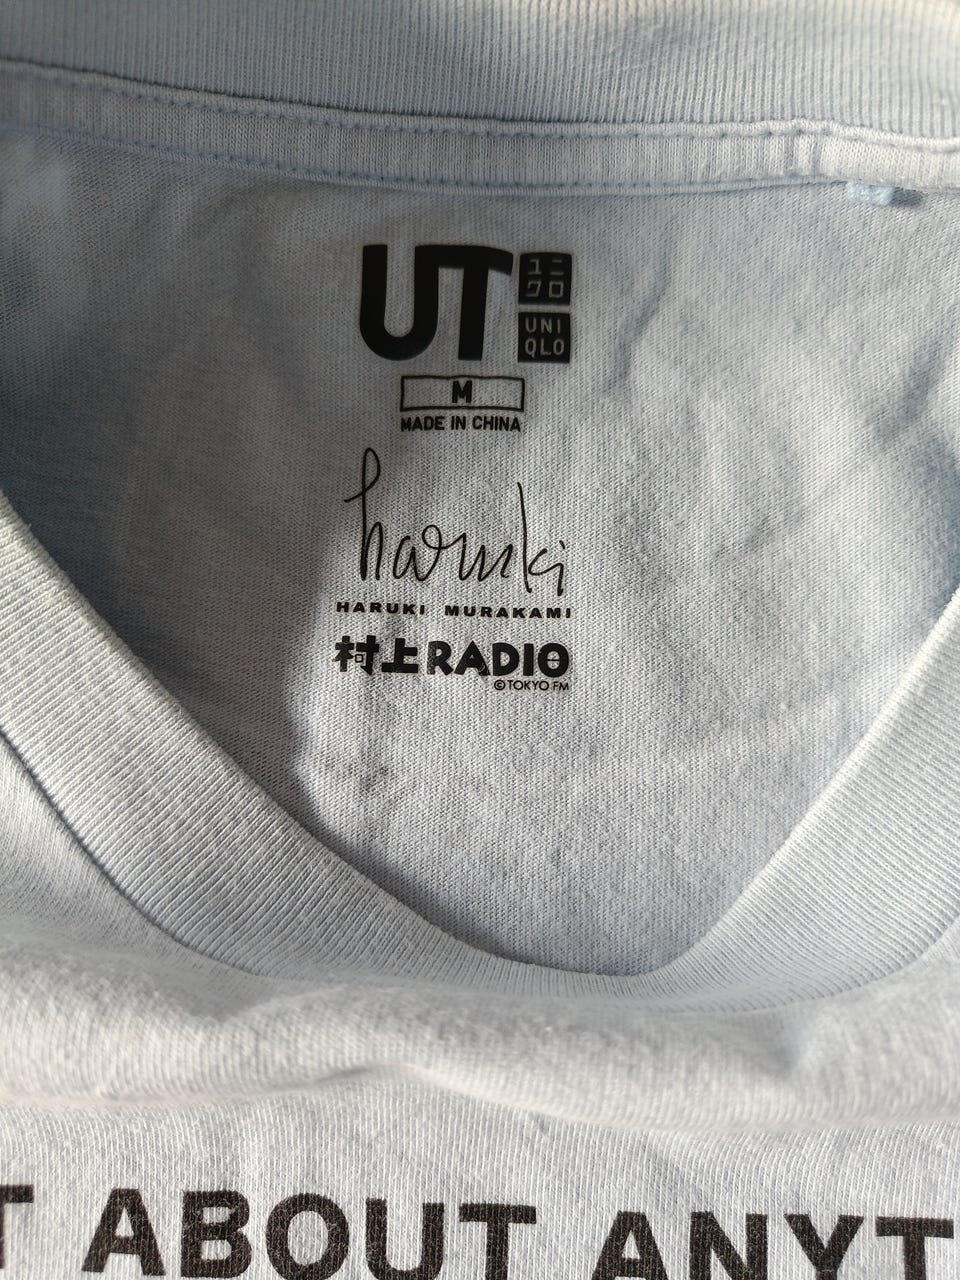 UT
ユニ
クロ
UNI
QLO
M
MADE IN CHINA
haruki
HARUKI MURAKAMI
村上RADIO
©TOKYO FM
T ABOUT ANYT